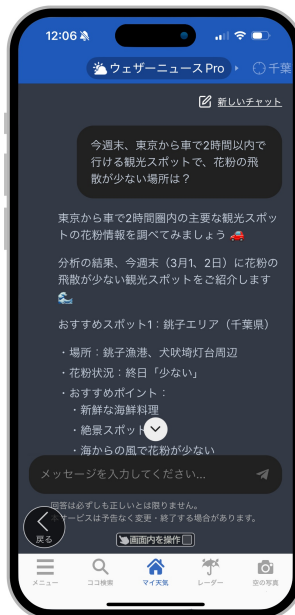 12:06
ウェザーニュース Pro
千葉
新しいチャット
今週末、東京から車で2時間以内で
行ける観光スポットで、花粉の飛
散が少ない場所は？
東京から車で2時間圏内の主要な観光スポッ
トの花粉情報を調べてみましょう 🚗
分析の結果、今週末（3月1、2日）に花粉の
飛散が少ない観光スポットをご紹介します
🌊
おすすめスポット1：銚子エリア（千葉県）
・場所：銚子漁港、犬吠埼灯台周辺
・花粉状況：終日「少ない」
・おすすめポイント：
・新鮮な海鮮料理
・絶景スポット
・海からの風で花粉が少ない
メッセージを入力してください...
回答は必ずしも正しいとは限りません。
サービスは予告なく変更・終了する場合があります。
戻る
画面内を操作
メニュー
ココ検索
マイ天気
レーダー
空の写真